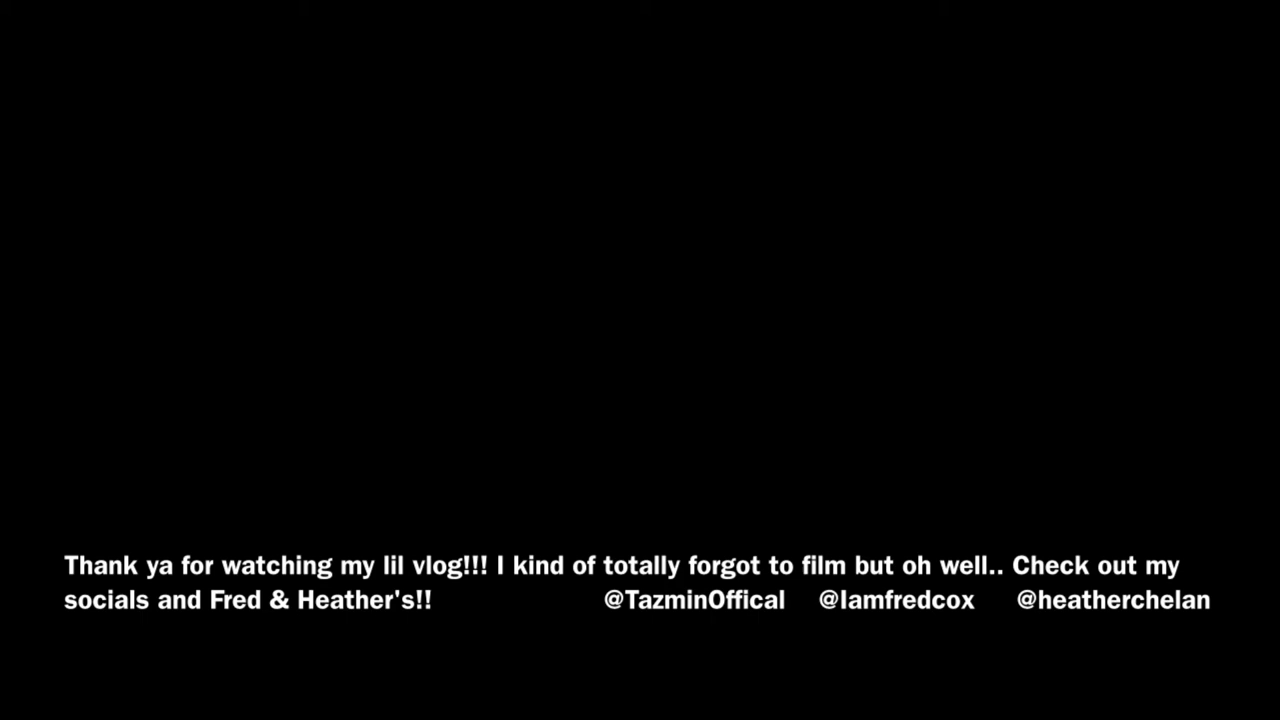 Thank ya for watching my lil vlog!!! I kind of totally forgot to film but oh well.. Check out my
socials and Fred & Heather's!! @TazminOffical @Iamfredcox @heatherchelan